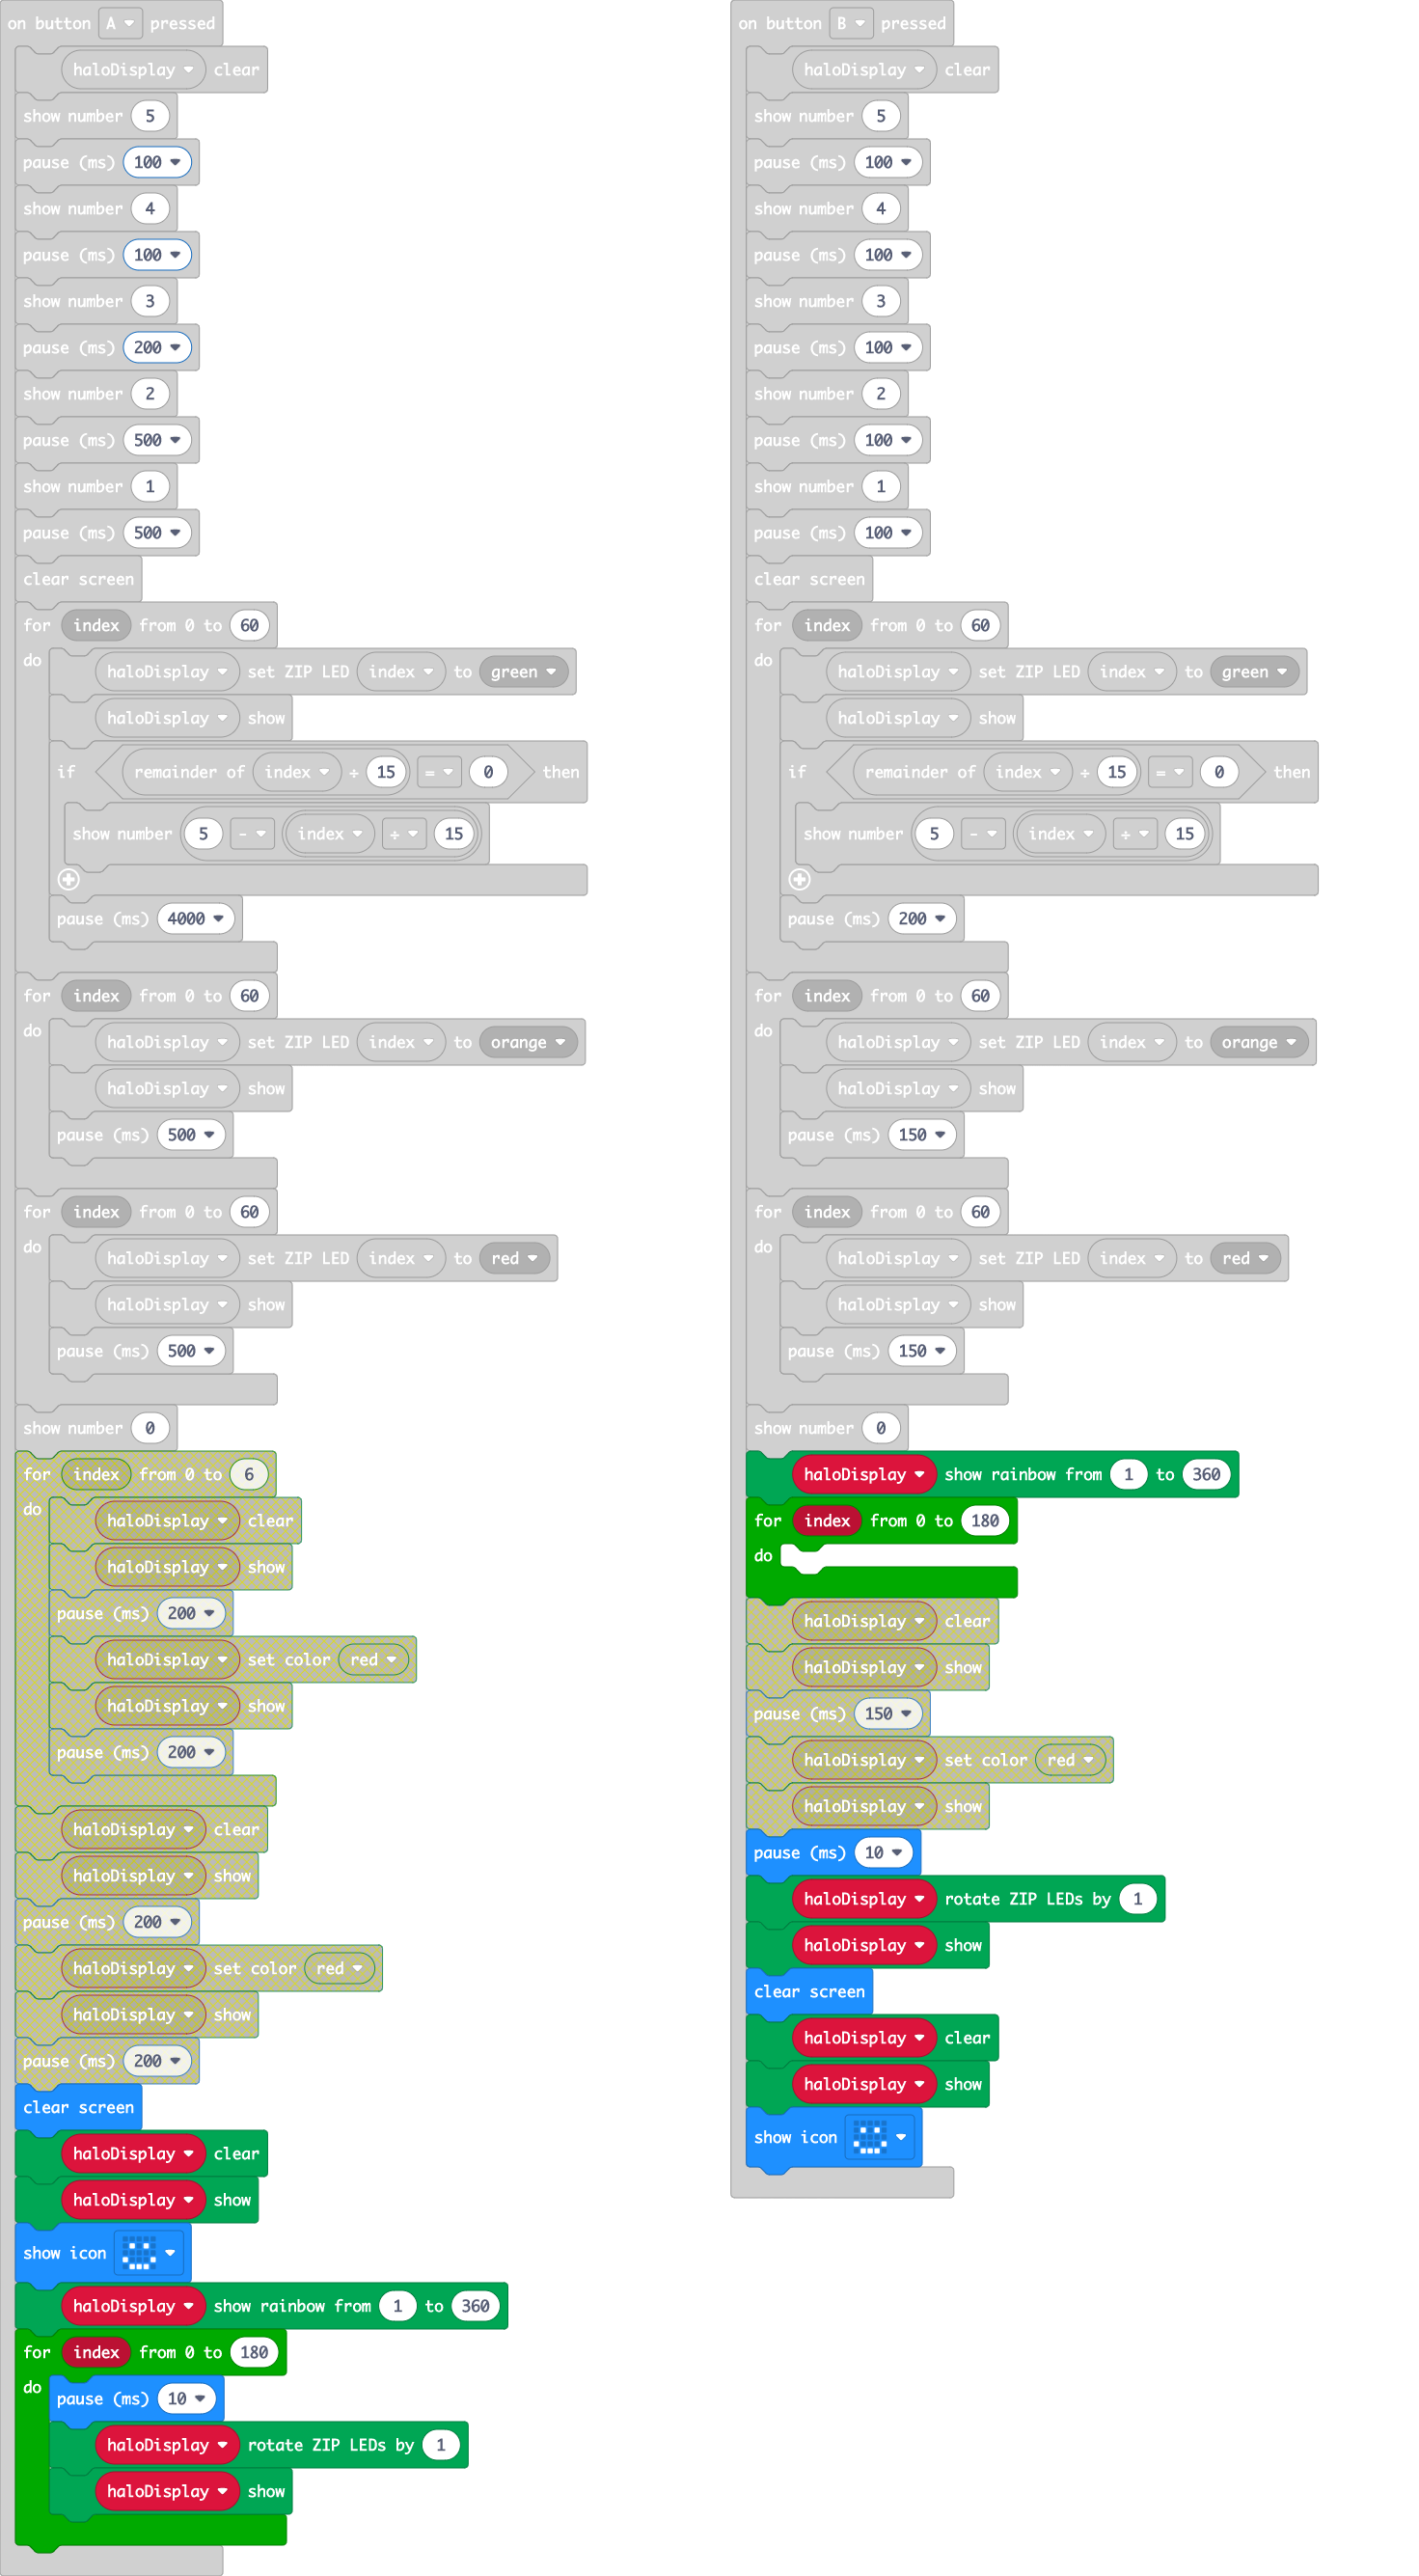 on button A pressed
haloDisplay clear
show number 5
pause (ms) 100
show number 4
pause (ms) 100
show number 3
pause (ms) 200
show number 2
pause (ms) 500
show number 1
pause (ms) 500
clear screen
for index from 0 to 60
do
haloDisplay set ZIP LED index to green
haloDisplay show
if remainder of index ÷ 15 = 0 then
show number 5 - index ÷ 15
pause (ms) 4000
for index from 0 to 60
do
haloDisplay set ZIP LED index to orange
haloDisplay show
pause (ms) 500
for index from 0 to 60
do
haloDisplay set ZIP LED index to red
haloDisplay show
pause (ms) 500
show number 0
for index from 0 to 6
do
haloDisplay clear
haloDisplay show
pause (ms) 200
haloDisplay set color red
haloDisplay show
pause (ms) 200
haloDisplay clear
haloDisplay show
pause (ms) 200
haloDisplay set color red
haloDisplay show
pause (ms) 200
clear screen
haloDisplay clear
haloDisplay show
show icon
haloDisplay show rainbow from 1 to 360
for index from 0 to 180
do
pause (ms) 10
haloDisplay rotate ZIP LEDs by 1
haloDisplay show
on button B pressed
haloDisplay clear
show number 5
pause (ms) 100
show number 4
pause (ms) 100
show number 3
pause (ms) 100
show number 2
pause (ms) 100
show number 1
pause (ms) 100
clear screen
for index from 0 to 60
do
haloDisplay set ZIP LED index to green
haloDisplay show
if remainder of index ÷ 15 = 0 then
show number 5 - index ÷ 15
pause (ms) 200
for index from 0 to 60
do
haloDisplay set ZIP LED index to orange
haloDisplay show
pause (ms) 150
for index from 0 to 60
do
haloDisplay set ZIP LED index to red
haloDisplay show
pause (ms) 150
show number 0
haloDisplay show rainbow from 1 to 360
for index from 0 to 180
do
haloDisplay clear
haloDisplay show
pause (ms) 150
haloDisplay set color red
haloDisplay show
pause (ms) 10
haloDisplay rotate ZIP LEDs by 1
haloDisplay show
clear screen
haloDisplay clear
haloDisplay show
show icon